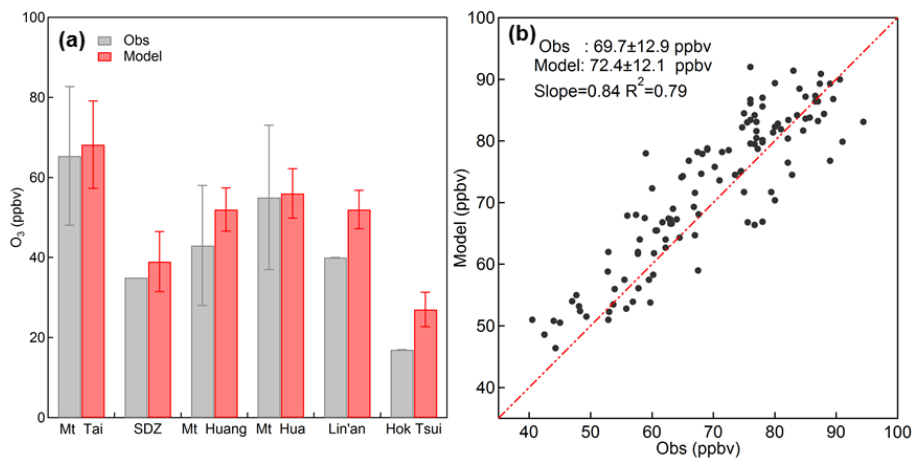 (a)
Obs
Model
O3 (ppbv)
100
80
60
40
20
0
Mt Tai SDZ Mt Huang Mt Hua Lin'an Hok Tsui
(b)
Obs : 69.7±12.9 ppbv
Model: 72.4±12.1 ppbv
Slope=0.84 R²=0.79
Model (ppbv)
100
90
80
70
60
50
40
40 50 60 70 80 90 100
Obs (ppbv)